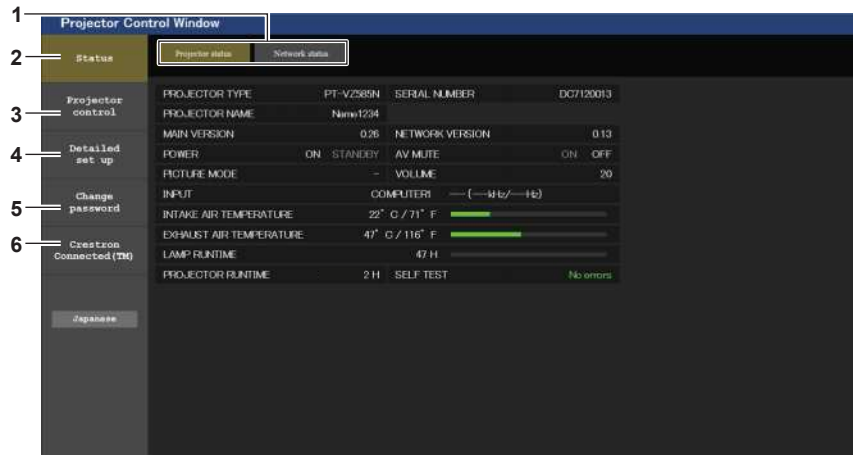 1
Projector Control Window
2
Status
Projector status Network status
3
Projector
control
4
Detailed
set up
5
Change
password
6
Crestron
Connected(TM)
Japanese
PROJECTOR TYPE PT-VZ585N SERIAL NUMBER DC7120013
PROJECTOR NAME Name1234
MAIN VERSION 0.26 NETWORK VERSION 0.13
POWER ON STANDBY AV MUTE ON OFF
PICTURE MODE – VOLUME 20
INPUT COMPUTER1 ---(---kHz/---Hz)
INTAKE AIR TEMPERATURE 22° C / 71° F
EXHAUST AIR TEMPERATURE 47° C / 116° F
LAMP RUNTIME 47 H
PROJECTOR RUNTIME 2 H SELF TEST No errors